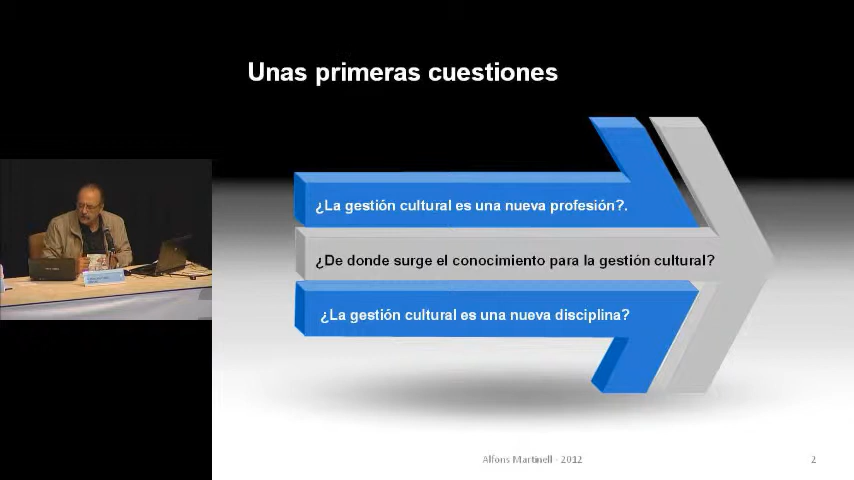 Unas primeras cuestiones
¿La gestión cultural es una nueva profesión?.
¿De donde surge el conocimiento para la gestión cultural?
¿La gestión cultural es una nueva disciplina?
Alfons Martinell - 2012
2